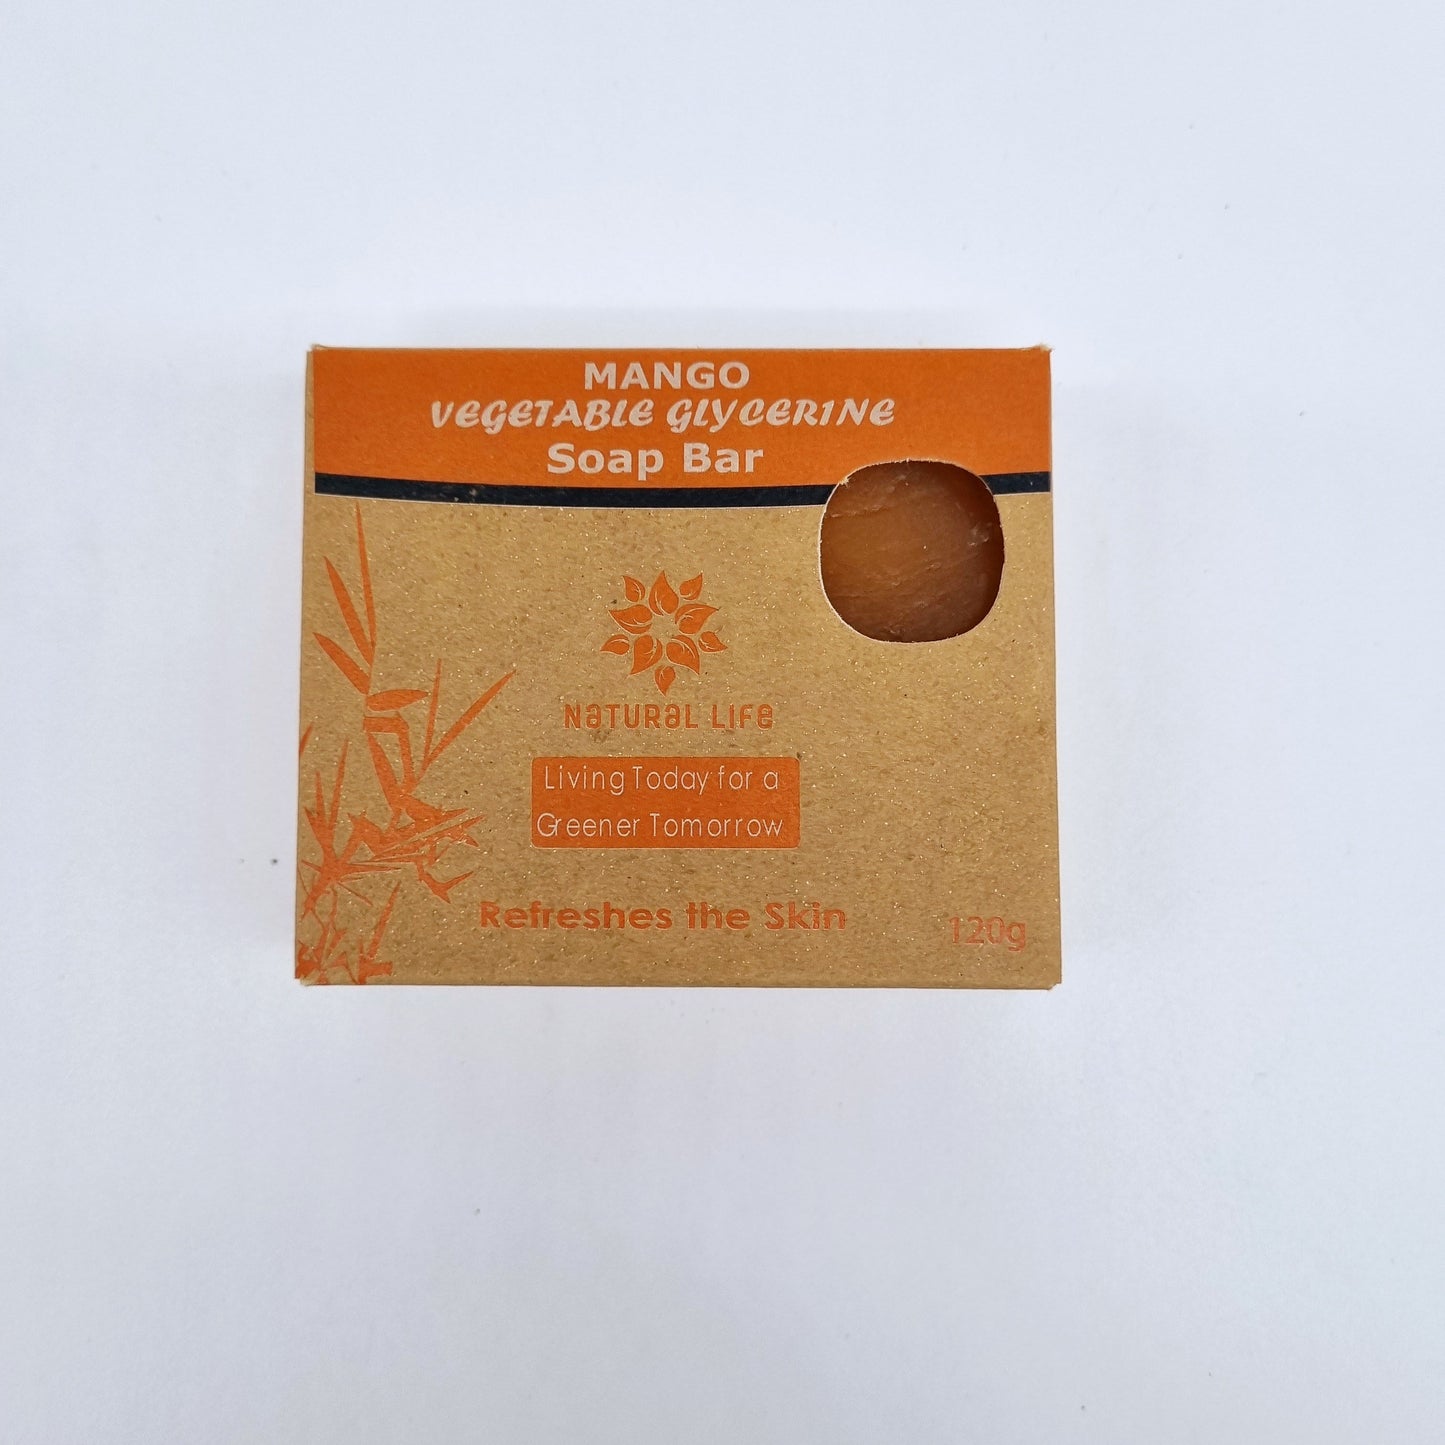 MANGO
VEGETABLE GLYCERINE
Soap Bar
NaTURaL LIFe
Living Today for a
Greener Tomorrow
Refreshes the Skin
120g